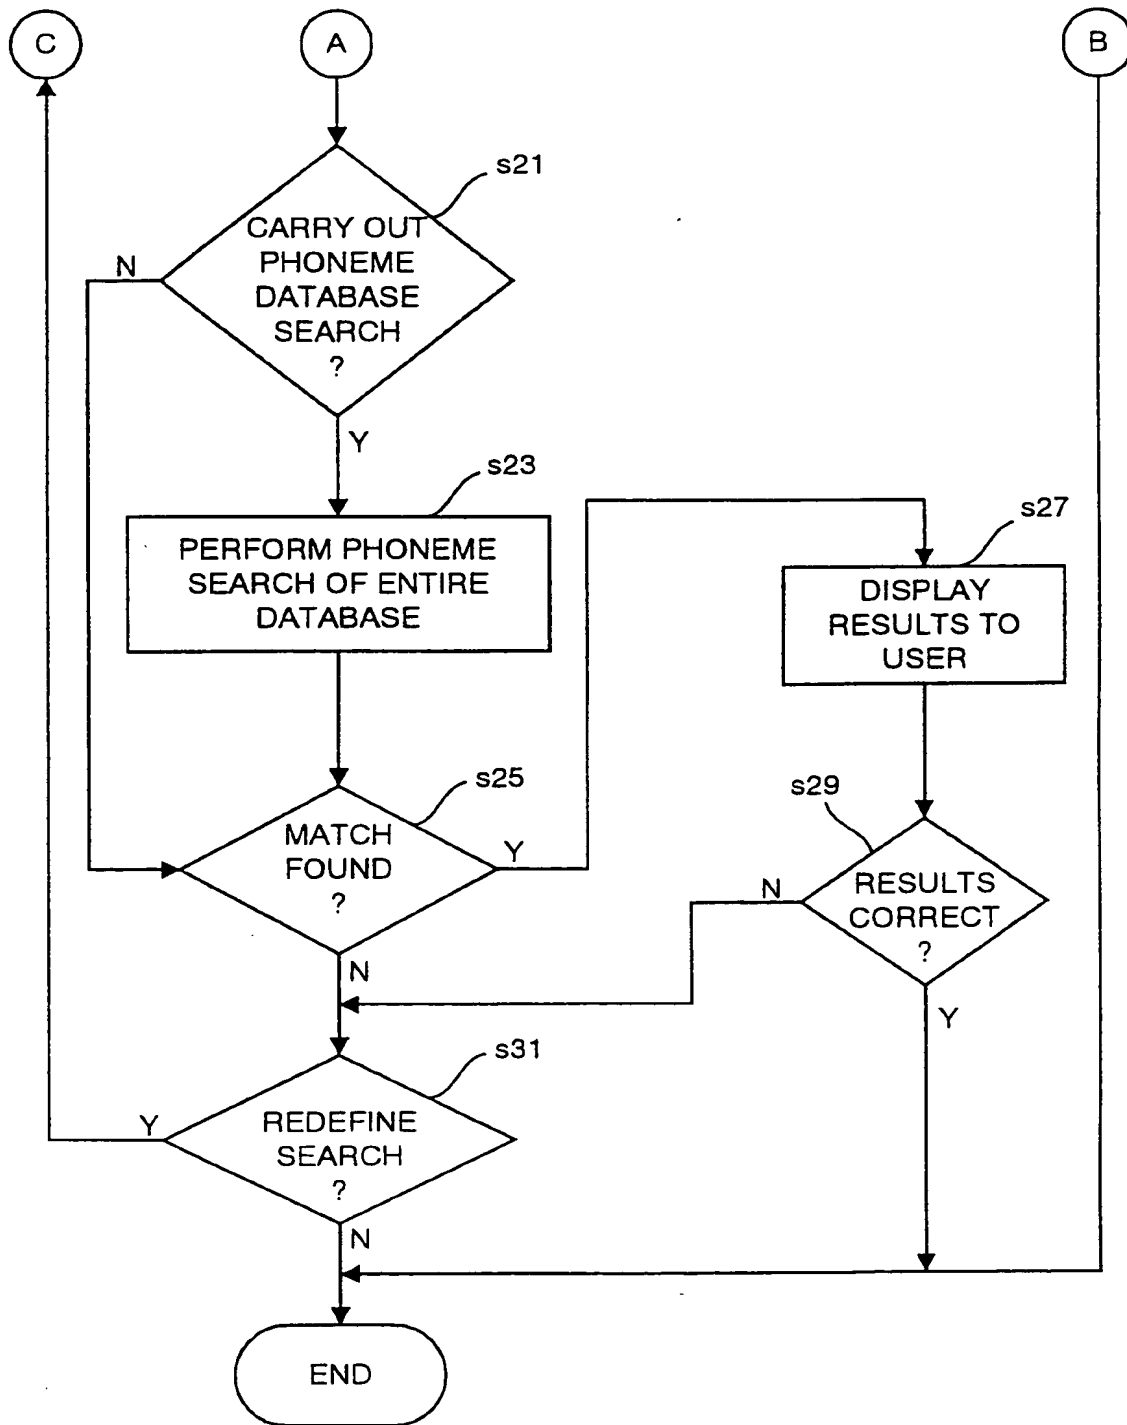 C
A
B
s21
CARRY OUT
PHONEME
DATABASE
SEARCH
?
N
Y
s23
PERFORM PHONEME
SEARCH OF ENTIRE
DATABASE
s27
DISPLAY
RESULTS TO
USER
s25
MATCH
FOUND
?
Y
N
s29
RESULTS
CORRECT
?
N
Y
s31
REDEFINE
SEARCH
?
Y
N
END